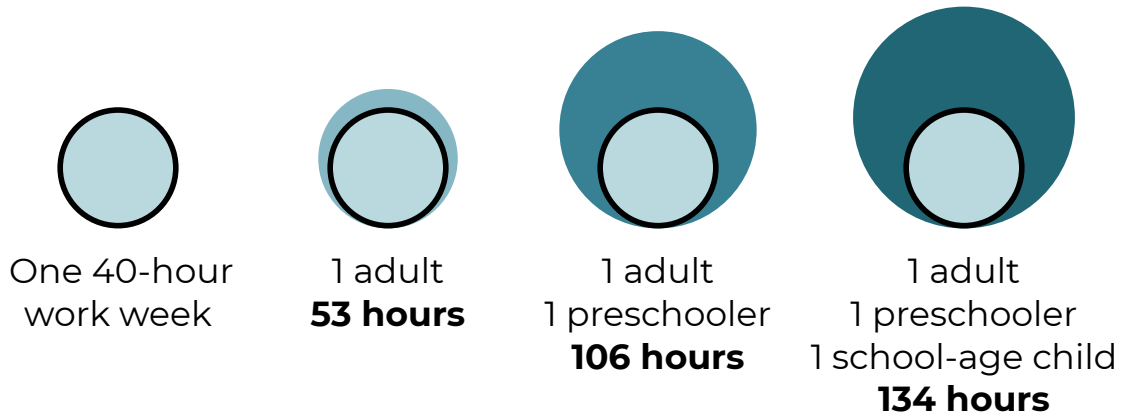 One 40-hour
work week
1 adult
53 hours
1 adult
1 preschooler
106 hours
1 adult
1 preschooler
1 school-age child
134 hours